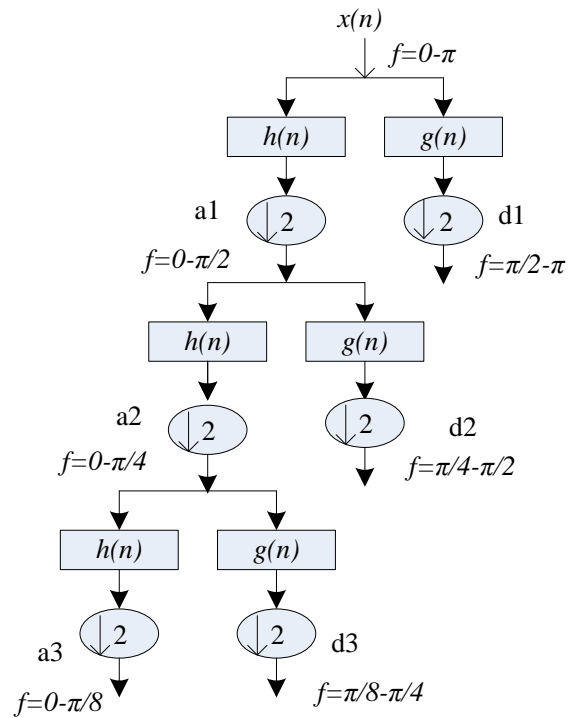 x(n)
f=0-π
h(n)
g(n)
a1
2
2
d1
f=0-π/2
f=π/2-π
h(n)
g(n)
a2
2
2
d2
f=0-π/4
f=π/4-π/2
h(n)
g(n)
a3
2
2
d3
f=0-π/8
f=π/8-π/4